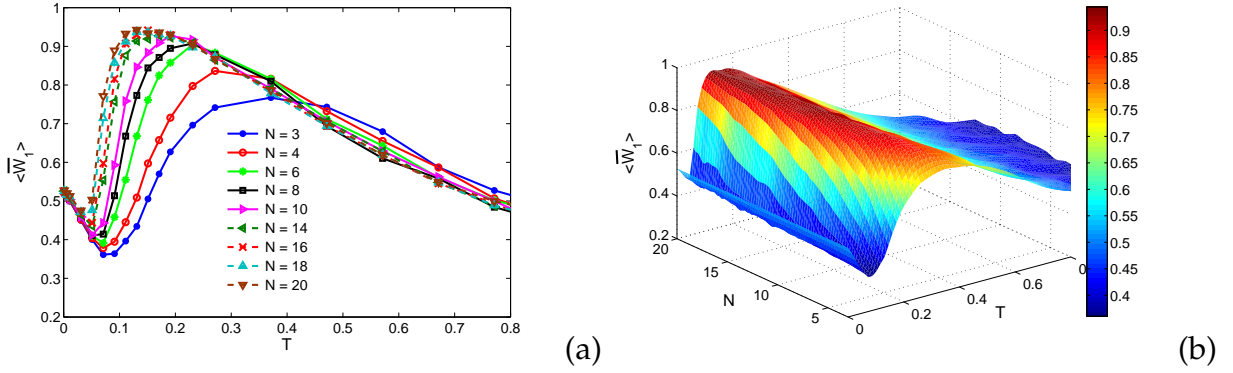 1
0.9
0.8
0.7
0.6
0.5
0.4
0.3
0.2
<W̅₁>
0 0.1 0.2 0.3 0.4 0.5 0.6 0.7 0.8
T
N = 3
N = 4
N = 6
N = 8
N = 10
N = 14
N = 16
N = 18
N = 20
(a)
1
0.8
0.6
0.4
0.2
<W̅₁>
20
15
10
5
N
0
0.2
0.4
0.6
0
T
0.9
0.85
0.8
0.75
0.7
0.65
0.6
0.55
0.5
0.45
0.4
(b)